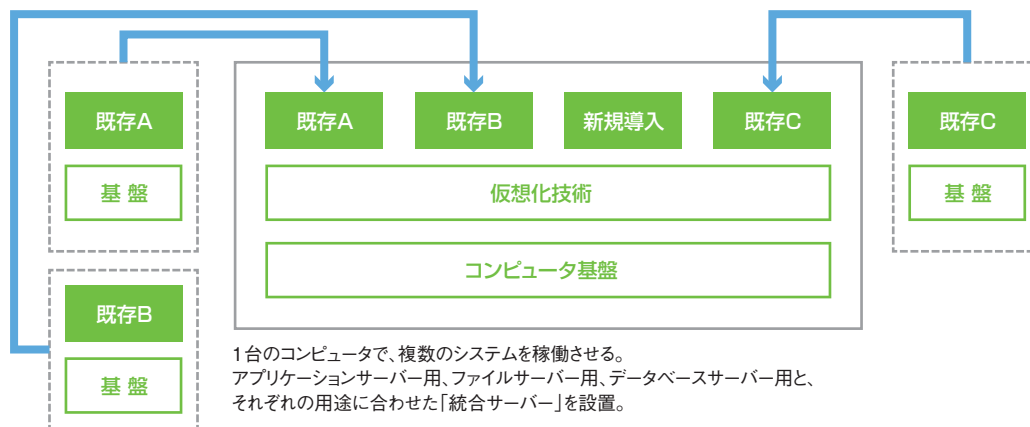 既存A
既存A
既存B
新規導入
既存C
既存C
基 盤
仮想化技術
基 盤
コンピュータ基盤
既存B
基 盤
1台のコンピュータで、複数のシステムを稼働させる。
アプリケーションサーバー用、ファイルサーバー用、データベースサーバー用と、
それぞれの用途に合わせた「統合サーバー」を設置。